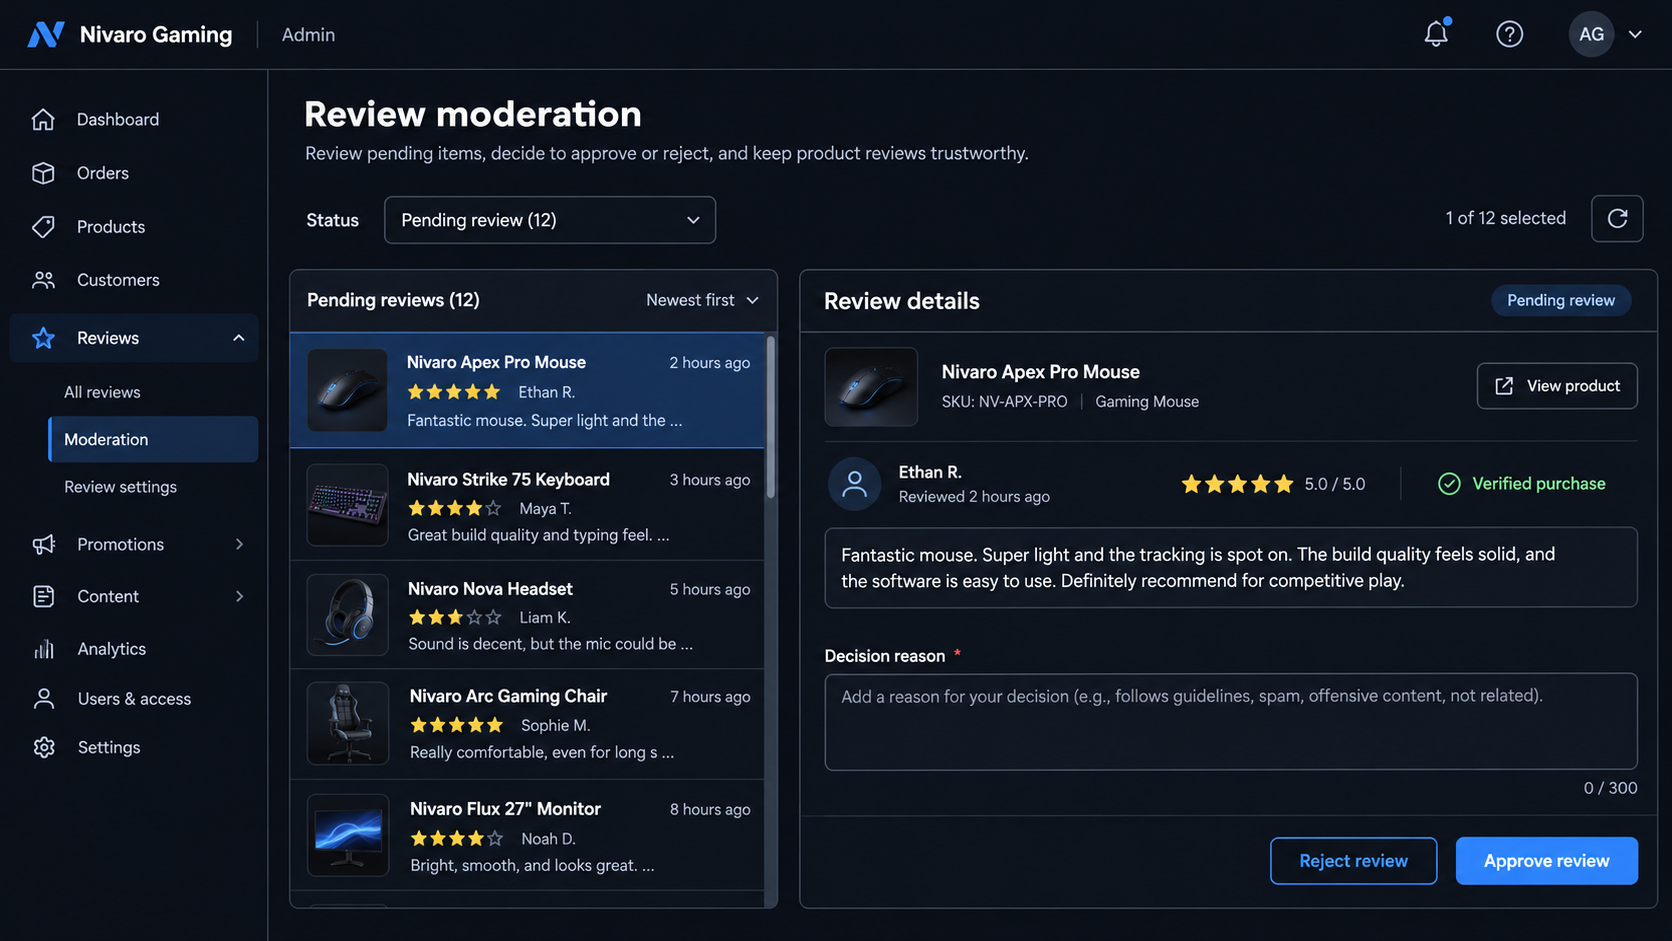 Nivaro Gaming
Admin
AG
Dashboard
Orders
Products
Customers
Reviews
All reviews
Moderation
Review settings
Promotions
Content
Analytics
Users & access
Settings
Review moderation
Review pending items, decide to approve or reject, and keep product reviews trustworthy.
Status
Pending review (12)
1 of 12 selected
Pending reviews (12)
Newest first
Nivaro Apex Pro Mouse
2 hours ago
Ethan R.
Fantastic mouse. Super light and the ...
Nivaro Strike 75 Keyboard
3 hours ago
Maya T.
Great build quality and typing feel. ...
Nivaro Nova Headset
5 hours ago
Liam K.
Sound is decent, but the mic could be ...
Nivaro Arc Gaming Chair
7 hours ago
Sophie M.
Really comfortable, even for long s ...
Nivaro Flux 27" Monitor
8 hours ago
Noah D.
Bright, smooth, and looks great. ...
Review details
Pending review
Nivaro Apex Pro Mouse
SKU: NV-APX-PRO
Gaming Mouse
View product
Ethan R.
Reviewed 2 hours ago
5.0 / 5.0
Verified purchase
Fantastic mouse. Super light and the tracking is spot on. The build quality feels solid, and
the software is easy to use. Definitely recommend for competitive play.
Decision reason *
Add a reason for your decision (e.g., follows guidelines, spam, offensive content, not related).
0 / 300
Reject review
Approve review